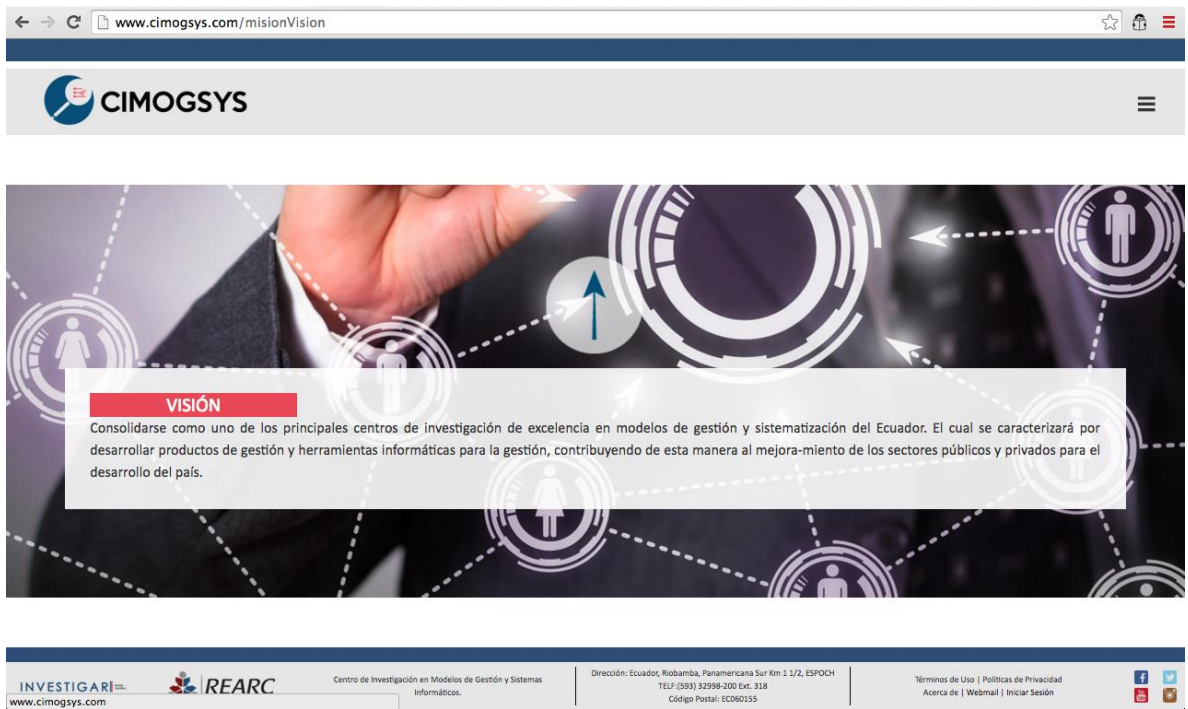 www.cimogsys.com/misionVision
CIMOGSYS
VISIÓN
Consolidarse como uno de los principales centros de investigación de excelencia en modelos de gestión y sistematización del Ecuador. El cual se caracterizará por
desarrollar productos de gestión y herramientas informáticas para la gestión, contribuyendo de esta manera al mejora-miento de los sectores públicos y privados para el
desarrollo del país.
INVESTIGAR
REARC
Centro de Investigación en Modelos de Gestión y Sistemas
Informáticos.
Dirección: Ecuador, Riobamba, Panamericana Sur Km 1 1/2, ESPOCH
TELF:(593) 32998-200 Ext. 318
Código Postal: EC060155
Términos de Uso | Políticas de Privacidad
Acerca de | Webmail | Iniciar Sesión
www.cimogsys.com